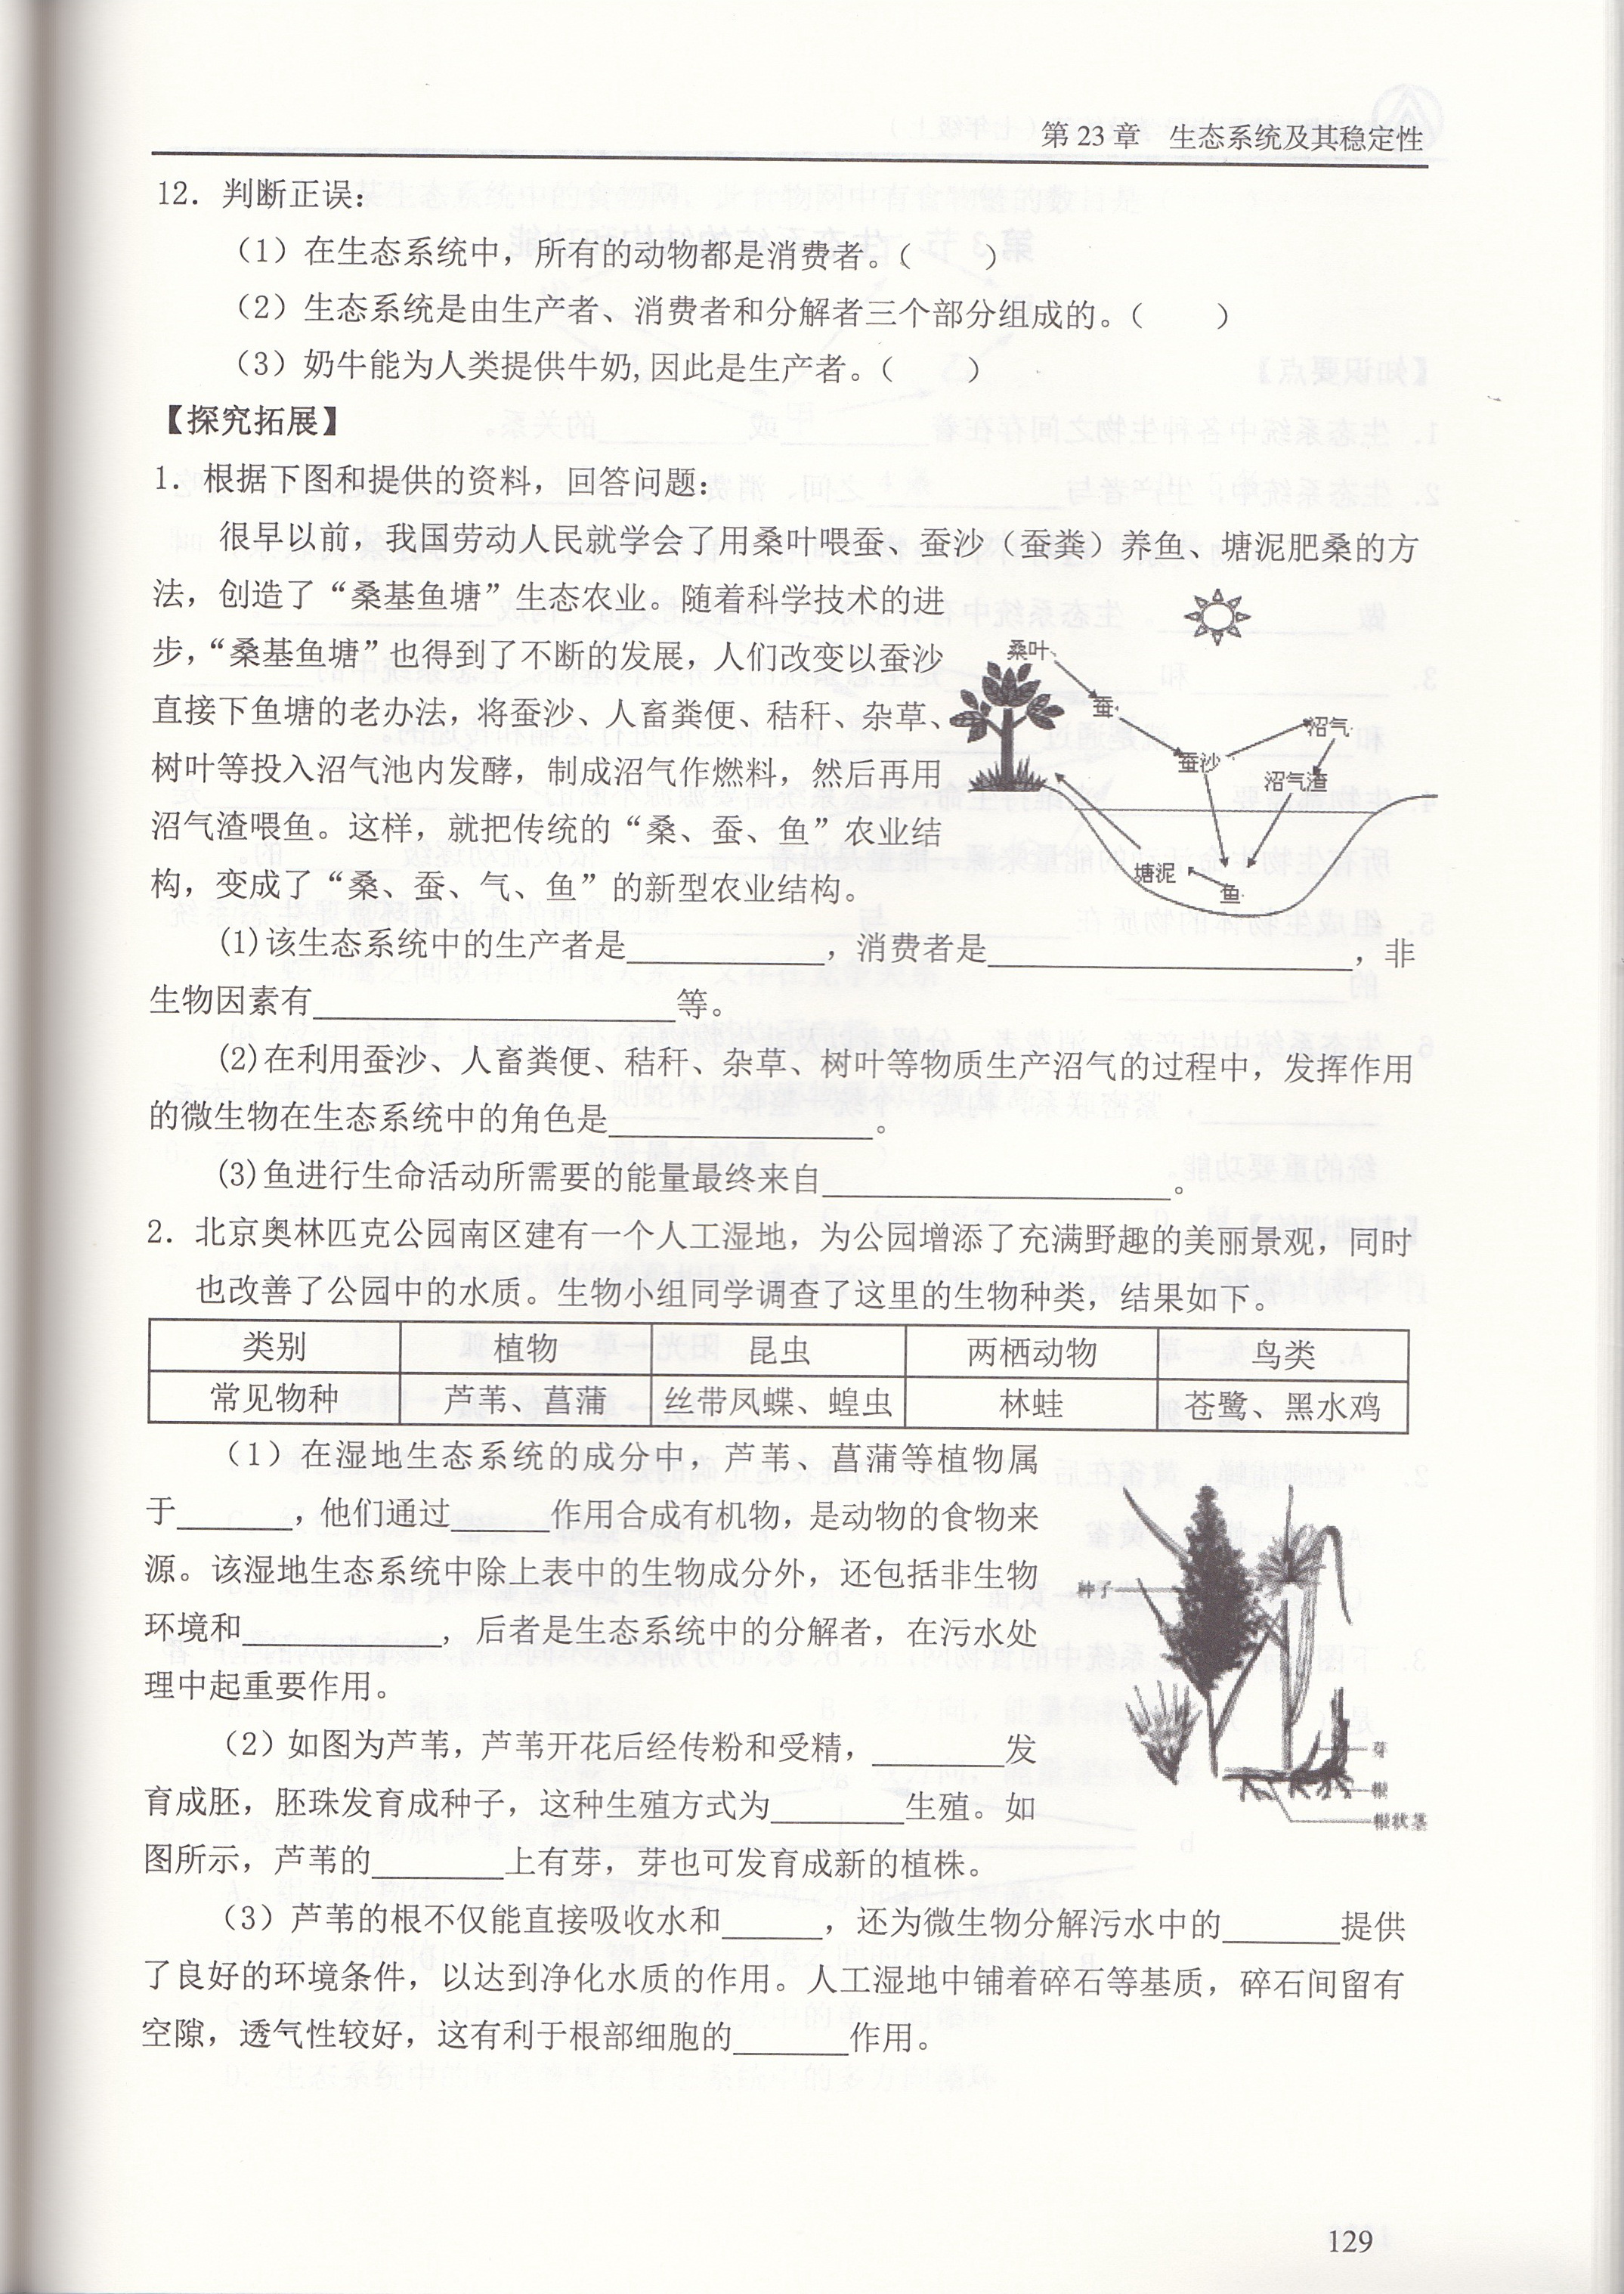 第 23 章　生态系统及其稳定性
12．判断正误：
（1）在生态系统中，所有的动物都是消费者。（　　）
（2）生态系统是由生产者、消费者和分解者三个部分组成的。（　　）
（3）奶牛能为人类提供牛奶,因此是生产者。（　　）
【探究拓展】
1．根据下图和提供的资料，回答问题：
很早以前，我国劳动人民就学会了用桑叶喂蚕、蚕沙（蚕粪）养鱼、塘泥肥桑的方
法，创造了“桑基鱼塘”生态农业。随着科学技术的进
步，“桑基鱼塘”也得到了不断的发展，人们改变以蚕沙
直接下鱼塘的老办法，将蚕沙、人畜粪便、秸秆、杂草、
树叶等投入沼气池内发酵，制成沼气作燃料，然后再用
沼气渣喂鱼。这样，就把传统的“桑、蚕、鱼”农业结
构，变成了“桑、蚕、气、鱼”的新型农业结构。
桑叶
蚕
沼气
蚕沙
沼气渣
塘泥
鱼
(1)该生态系统中的生产者是____________，消费者是______________________，非
生物因素有______________________等。
(2)在利用蚕沙、人畜粪便、秸秆、杂草、树叶等物质生产沼气的过程中，发挥作用
的微生物在生态系统中的角色是________________。
(3)鱼进行生命活动所需要的能量最终来自_____________________。
2．北京奥林匹克公园南区建有一个人工湿地，为公园增添了充满野趣的美丽景观，同时
也改善了公园中的水质。生物小组同学调查了这里的生物种类，结果如下。
类别 植物 昆虫 两栖动物 鸟类
常见物种 芦苇、菖蒲 丝带凤蝶、蝗虫 林蛙 苍鹭、黑水鸡
（1）在湿地生态系统的成分中，芦苇、菖蒲等植物属
于_______，他们通过______作用合成有机物，是动物的食物来
源。该湿地生态系统中除上表中的生物成分外，还包括非生物
环境和____________，后者是生态系统中的分解者，在污水处
理中起重要作用。
（2）如图为芦苇，芦苇开花后经传粉和受精，________发
育成胚，胚珠发育成种子，这种生殖方式为________生殖。如
图所示，芦苇的________上有芽，芽也可发育成新的植株。
种子
芽
根
根状茎
（3）芦苇的根不仅能直接吸收水和______，还为微生物分解污水中的_______提供
了良好的环境条件，以达到净化水质的作用。人工湿地中铺着碎石等基质，碎石间留有
空隙，透气性较好，这有利于根部细胞的_______作用。
129